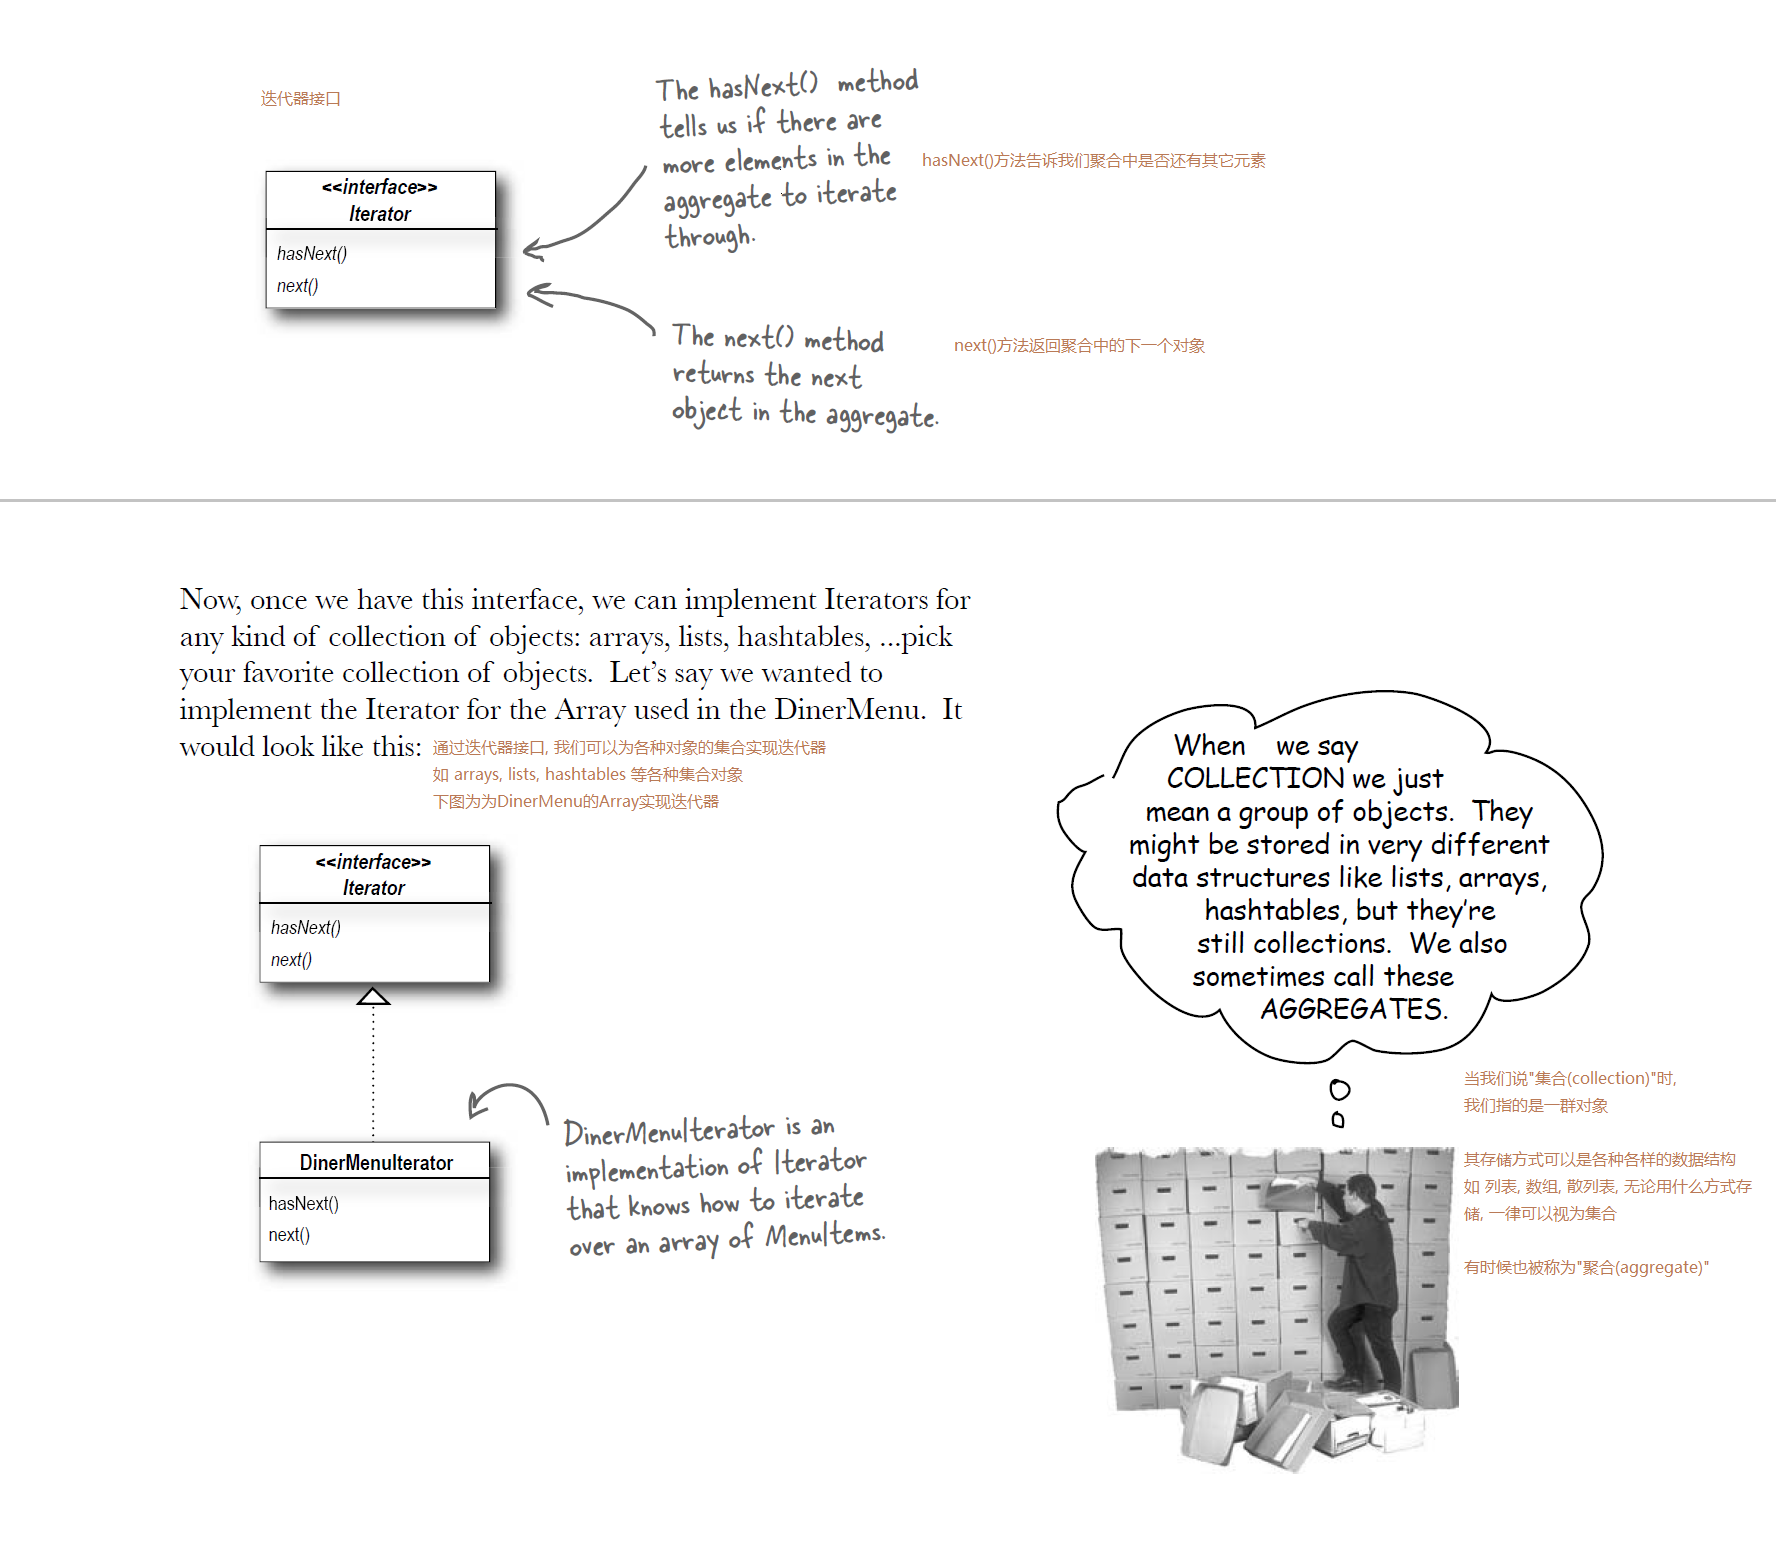 迭代器接口
<<interface>>
Iterator
hasNext()
next()
The hasNext() method
tells us if there are
more elements in the
aggregate to iterate
through.
hasNext()方法告诉我们聚合中是否还有其它元素
The next() method
returns the next
object in the aggregate.
next()方法返回聚合中的下一个对象
Now, once we have this interface, we can implement Iterators for
any kind of collection of objects: arrays, lists, hashtables, ...pick
your favorite collection of objects. Let's say we wanted to
implement the Iterator for the Array used in the DinerMenu. It
would look like this:
通过迭代器接口, 我们可以为各种对象的集合实现迭代器
如 arrays, lists, hashtables 等各种集合对象
下图为为DinerMenu的Array实现迭代器
<<interface>>
Iterator
hasNext()
next()
DinerMenuIterator
hasNext()
next()
DinerMenuIterator is an
implementation of Iterator
that knows how to iterate
over an array of MenuItems.
When we say
COLLECTION we just
mean a group of objects. They
might be stored in very different
data structures like lists, arrays,
hashtables, but they're
still collections. We also
sometimes call these
AGGREGATES.
当我们说"集合(collection)"时,
我们指的是一群对象
其存储方式可以是各种各样的数据结构
如 列表, 数组, 散列表, 无论用什么方式存
储, 一律可以视为集合
有时候也被称为"聚合(aggregate)"